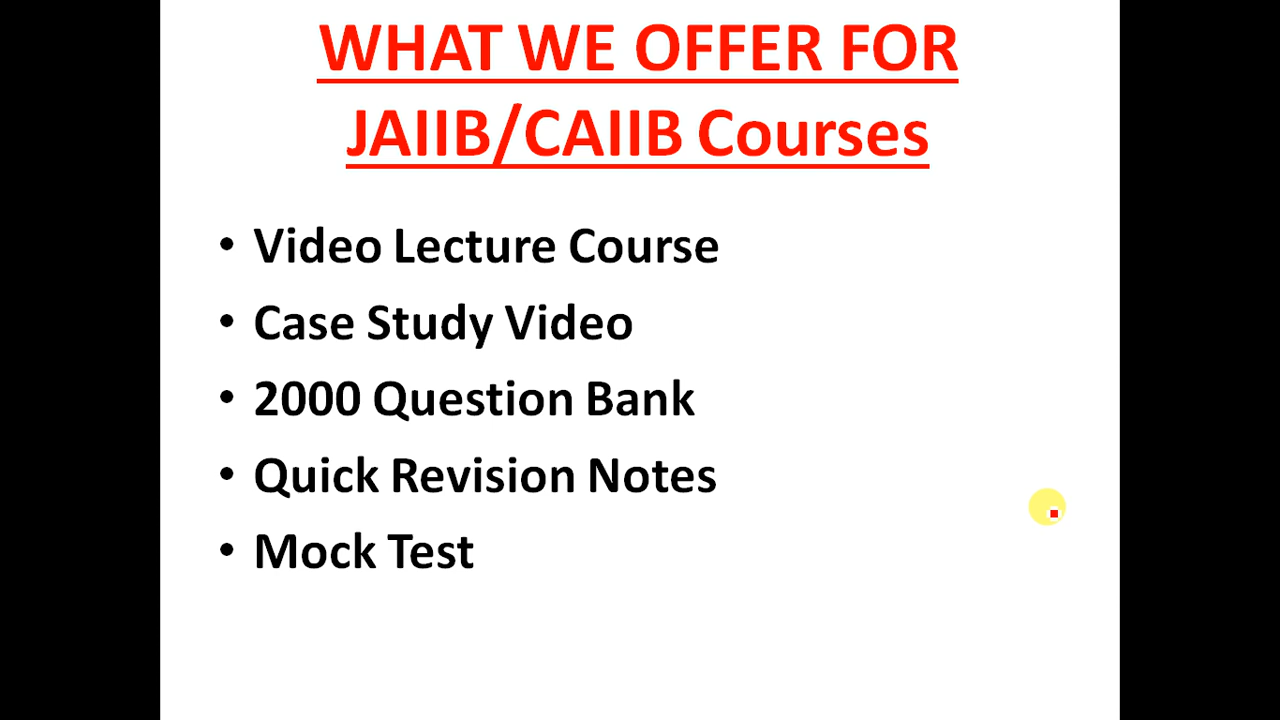 WHAT WE OFFER FOR
JAIIB/CAIIB Courses
• Video Lecture Course
• Case Study Video
• 2000 Question Bank
• Quick Revision Notes
• Mock Test